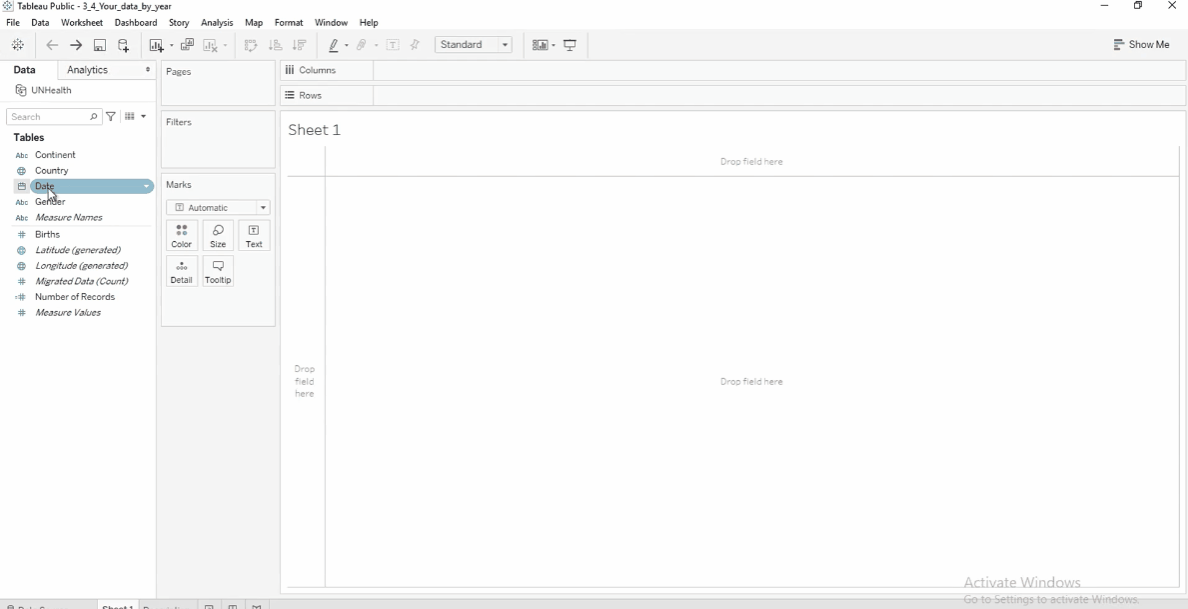 Tableau Public - 3_4_Your_data_by_year
File Data Worksheet Dashboard Story Analysis Map Format Window Help
Standard
Show Me
Data Analytics
UNHealth
Search
Tables
Abc Continent
Country
Date
Abc Gender
Abc Measure Names
# Births
Latitude (generated)
Longitude (generated)
# Migrated Data (Count)
=# Number of Records
# Measure Values
Pages
Filters
Marks
Automatic
Color Size Text
Detail Tooltip
Columns
Rows
Sheet 1
Drop field here
Drop
field
here
Drop field here
Activate Windows
Go to Settings to activate Windows.
Sheet 1